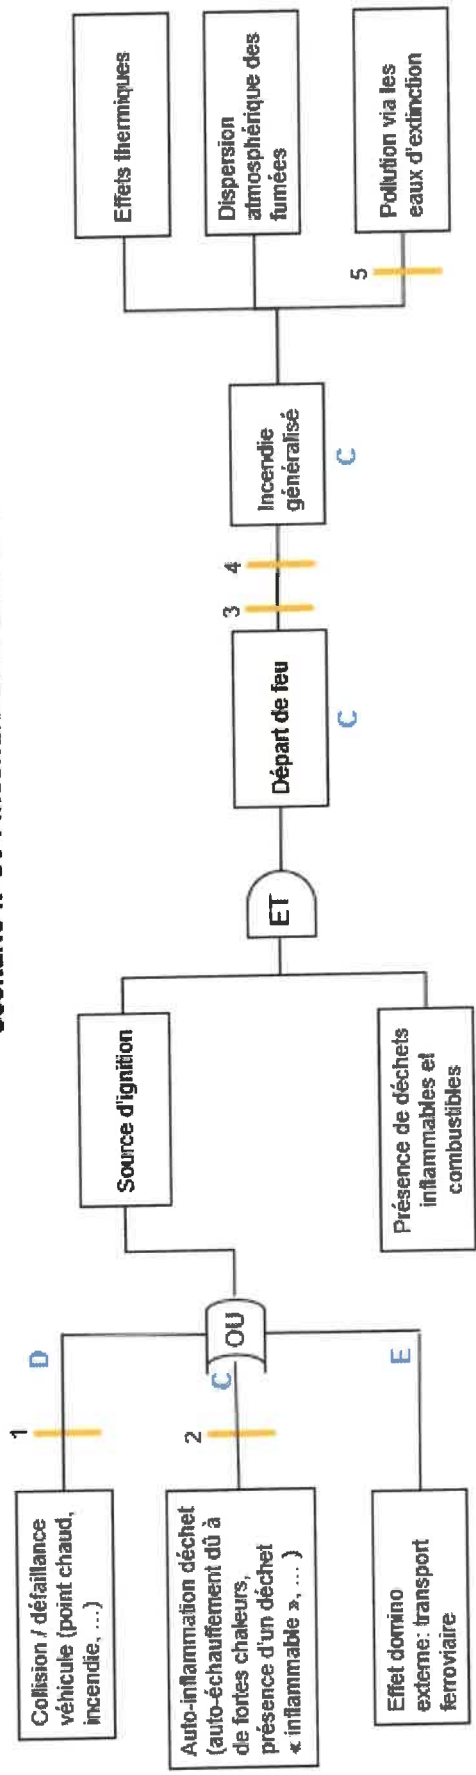 Collision / défaillance
véhicule (point chaud,
incendie, ...)
1
D
Auto-inflammation déchet
(auto-échauffement dû à
de fortes chaleurs,
présence d'un déchet
« inflammable », ... )
2
C
Effet domino
externe: transport
ferroviaire
E
OU
Source d'ignition
Présence de déchets
inflammables et
combustibles
ET
Départ de feu
C
3
4
Incendie
généralisé
C
Effets thermiques
Dispersion
atmosphérique des
fumées
5
Pollution via les
eaux d'extinction